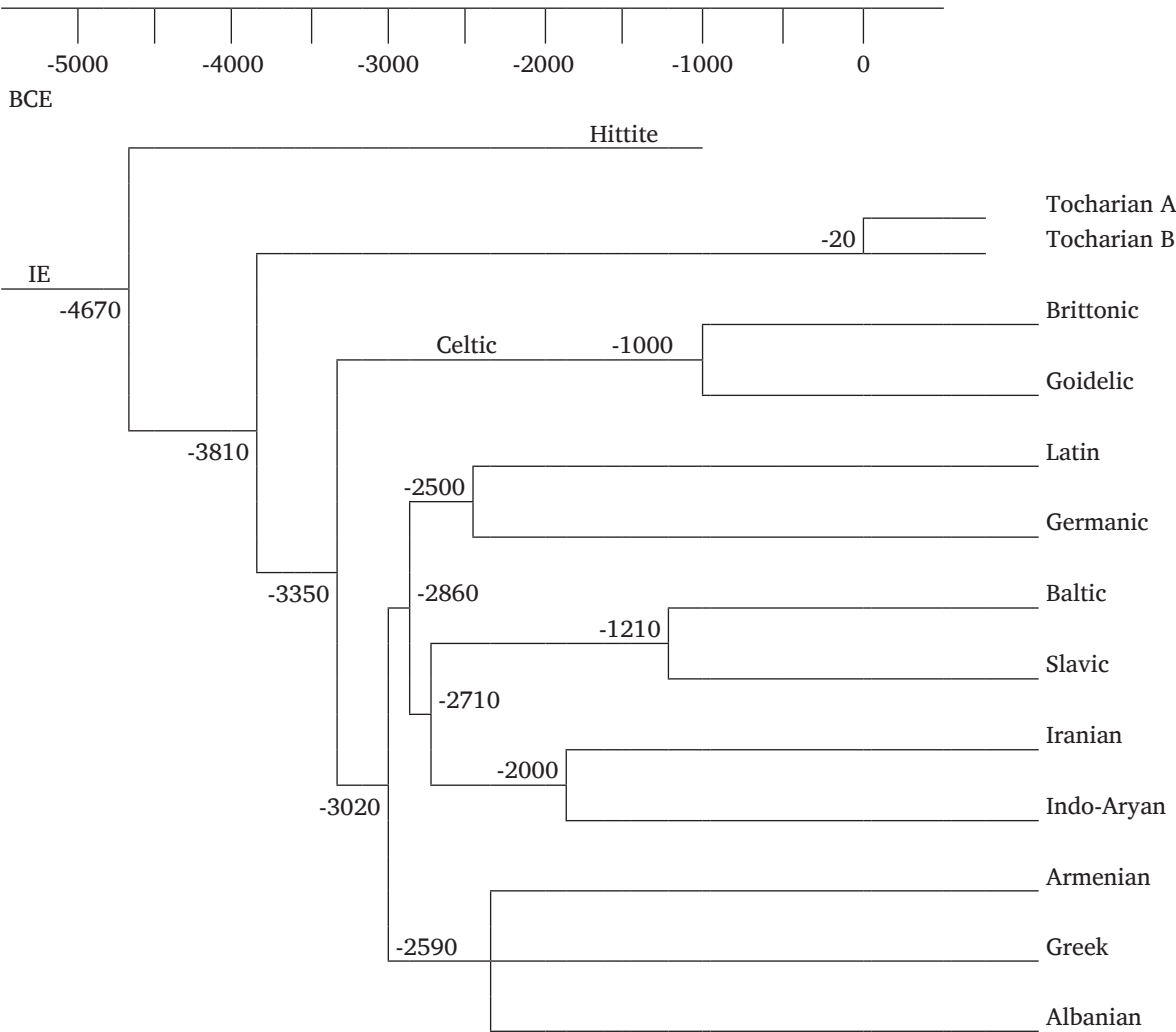 -5000 -4000 -3000 -2000 -1000 0
BCE
Hittite
Tocharian A
-20
Tocharian B
IE
-4670
Brittonic
Celtic
-1000
Goidelic
-3810
Latin
-2500
Germanic
-3350
-2860
Baltic
-1210
Slavic
-2710
Iranian
-2000
Indo-Aryan
-3020
Armenian
-2590
Greek
Albanian